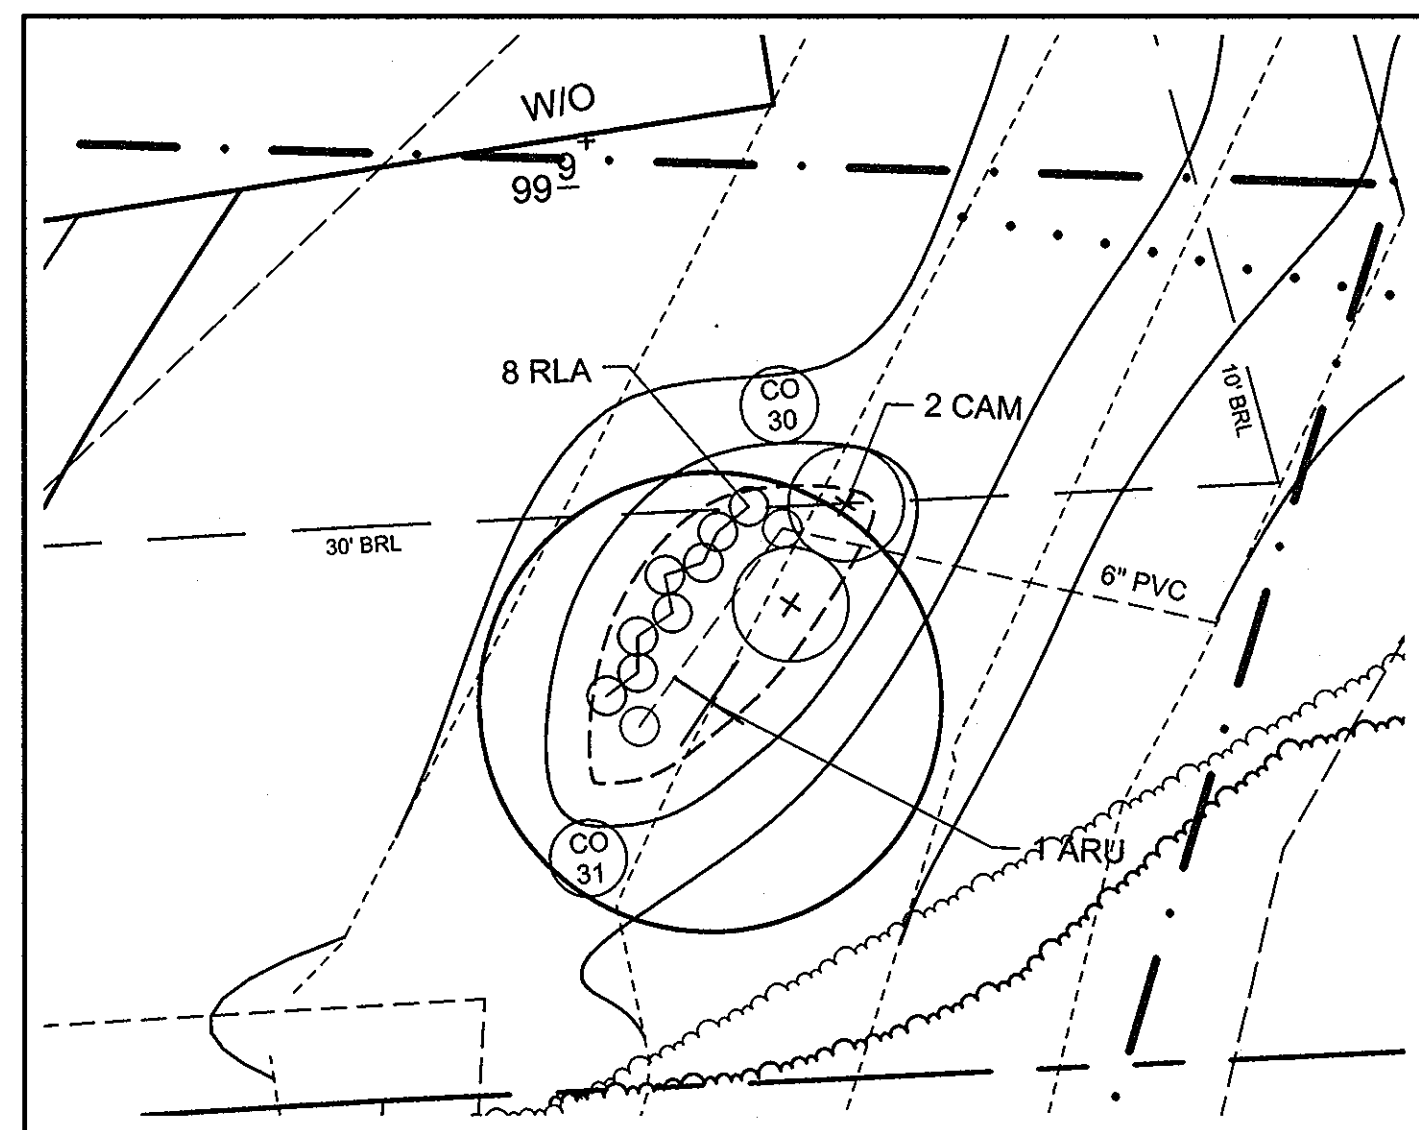 W/O
+
99 9
8 RLA
CO
30
2 CAM
10' BRL
30' BRL
6" PVC
1 ARU
CO
31